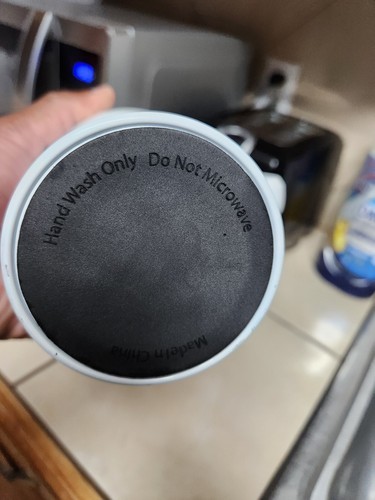 Hand Wash Only Do Not Microwave
Made In China